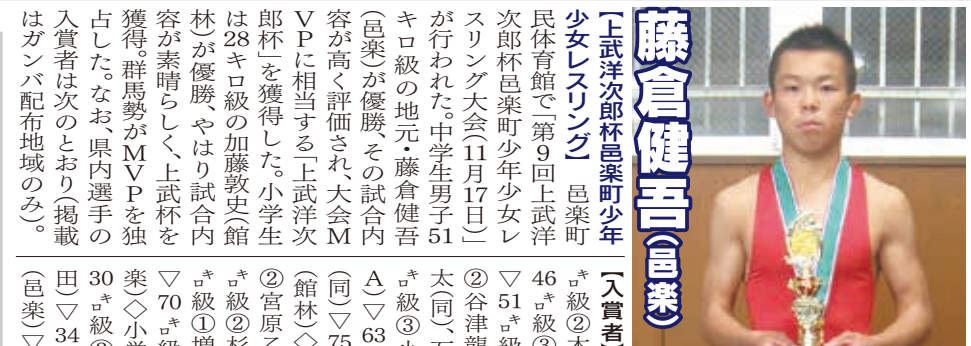 藤倉健吾(邑楽)
【上武洋次郎杯邑楽町少年
少女レスリング】 邑楽町
民体育館で「第9回上武洋
次郎杯邑楽町少年少女レ
スリング大会(11月17日)」
が行われた。中学生男子51
キロ級の地元・藤倉健吾
(邑楽)が優勝、その試合内
容が高く評価され、大会M
VPに相当する「上武洋次
郎杯」を獲得した。小学生
は28キロ級の加藤敦史(館
林)が優勝、やはり試合内
容が素晴らしく、上武杯を
獲得。群馬勢がMVPを独
占した。なお、県内選手の
入賞者は次のとおり(掲載
はガンバ配布地域のみ)。
【入賞者】
㌔級②本
46㌔級③
▽51㌔級
②谷津龍
太(同)、石
㌔級③小
A)▽63
(同)▽75
(館林)◇
②宮原乙
㌔級②杉
㌔級①増
▽70㌔級
楽)◇小学
30㌔級②
田)▽34
(邑楽)▽